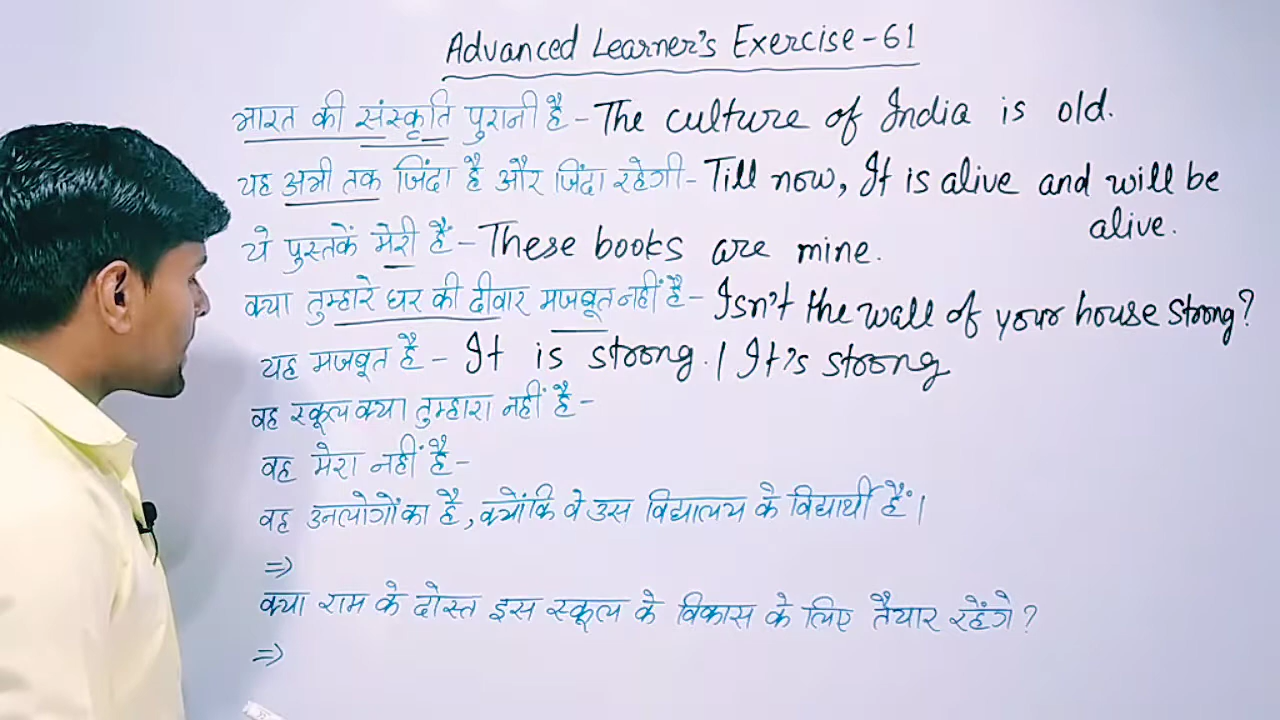 Advanced Learner's Exercise-61
भारत की संस्कृति पुरानी है - The culture of India is old.
यह अभी तक जिंदा है और जिंदा रहेगी - Till now, It is alive and will be
alive.
ये पुस्तकें मेरी हैं - These books are mine.
क्या तुम्हारे घर की दीवार मजबूत नहीं है - Isn't the wall of your house strong?
यह मजबूत है - It is strong. | It's strong
वह स्कूल क्या तुम्हारा नहीं है -
वह मेरा नहीं है -
वह उनलोगों का है, क्योंकि वे उस विद्यालय के विद्यार्थी हैं।
=>
क्या राम के दोस्त इस स्कूल के विकास के लिए तैयार रहेंगे?
=>